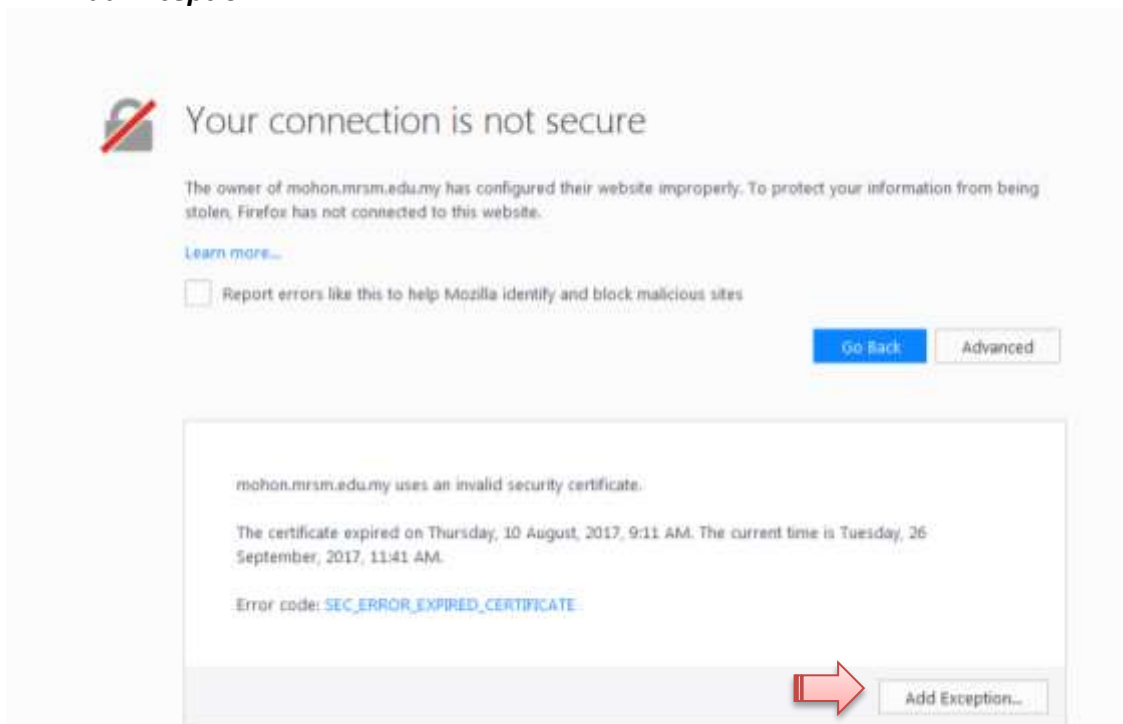 Your connection is not secure
The owner of mohon.mrsm.edu.my has configured their website improperly. To protect your information from being
stolen, Firefox has not connected to this website.
Learn more...
Report errors like this to help Mozilla identify and block malicious sites
Go Back Advanced
mohon.mrsm.edu.my uses an invalid security certificate.
The certificate expired on Thursday, 10 August, 2017, 9:11 AM. The current time is Tuesday, 26
September, 2017, 11:41 AM.
Error code: SEC_ERROR_EXPIRED_CERTIFICATE
Add Exception...